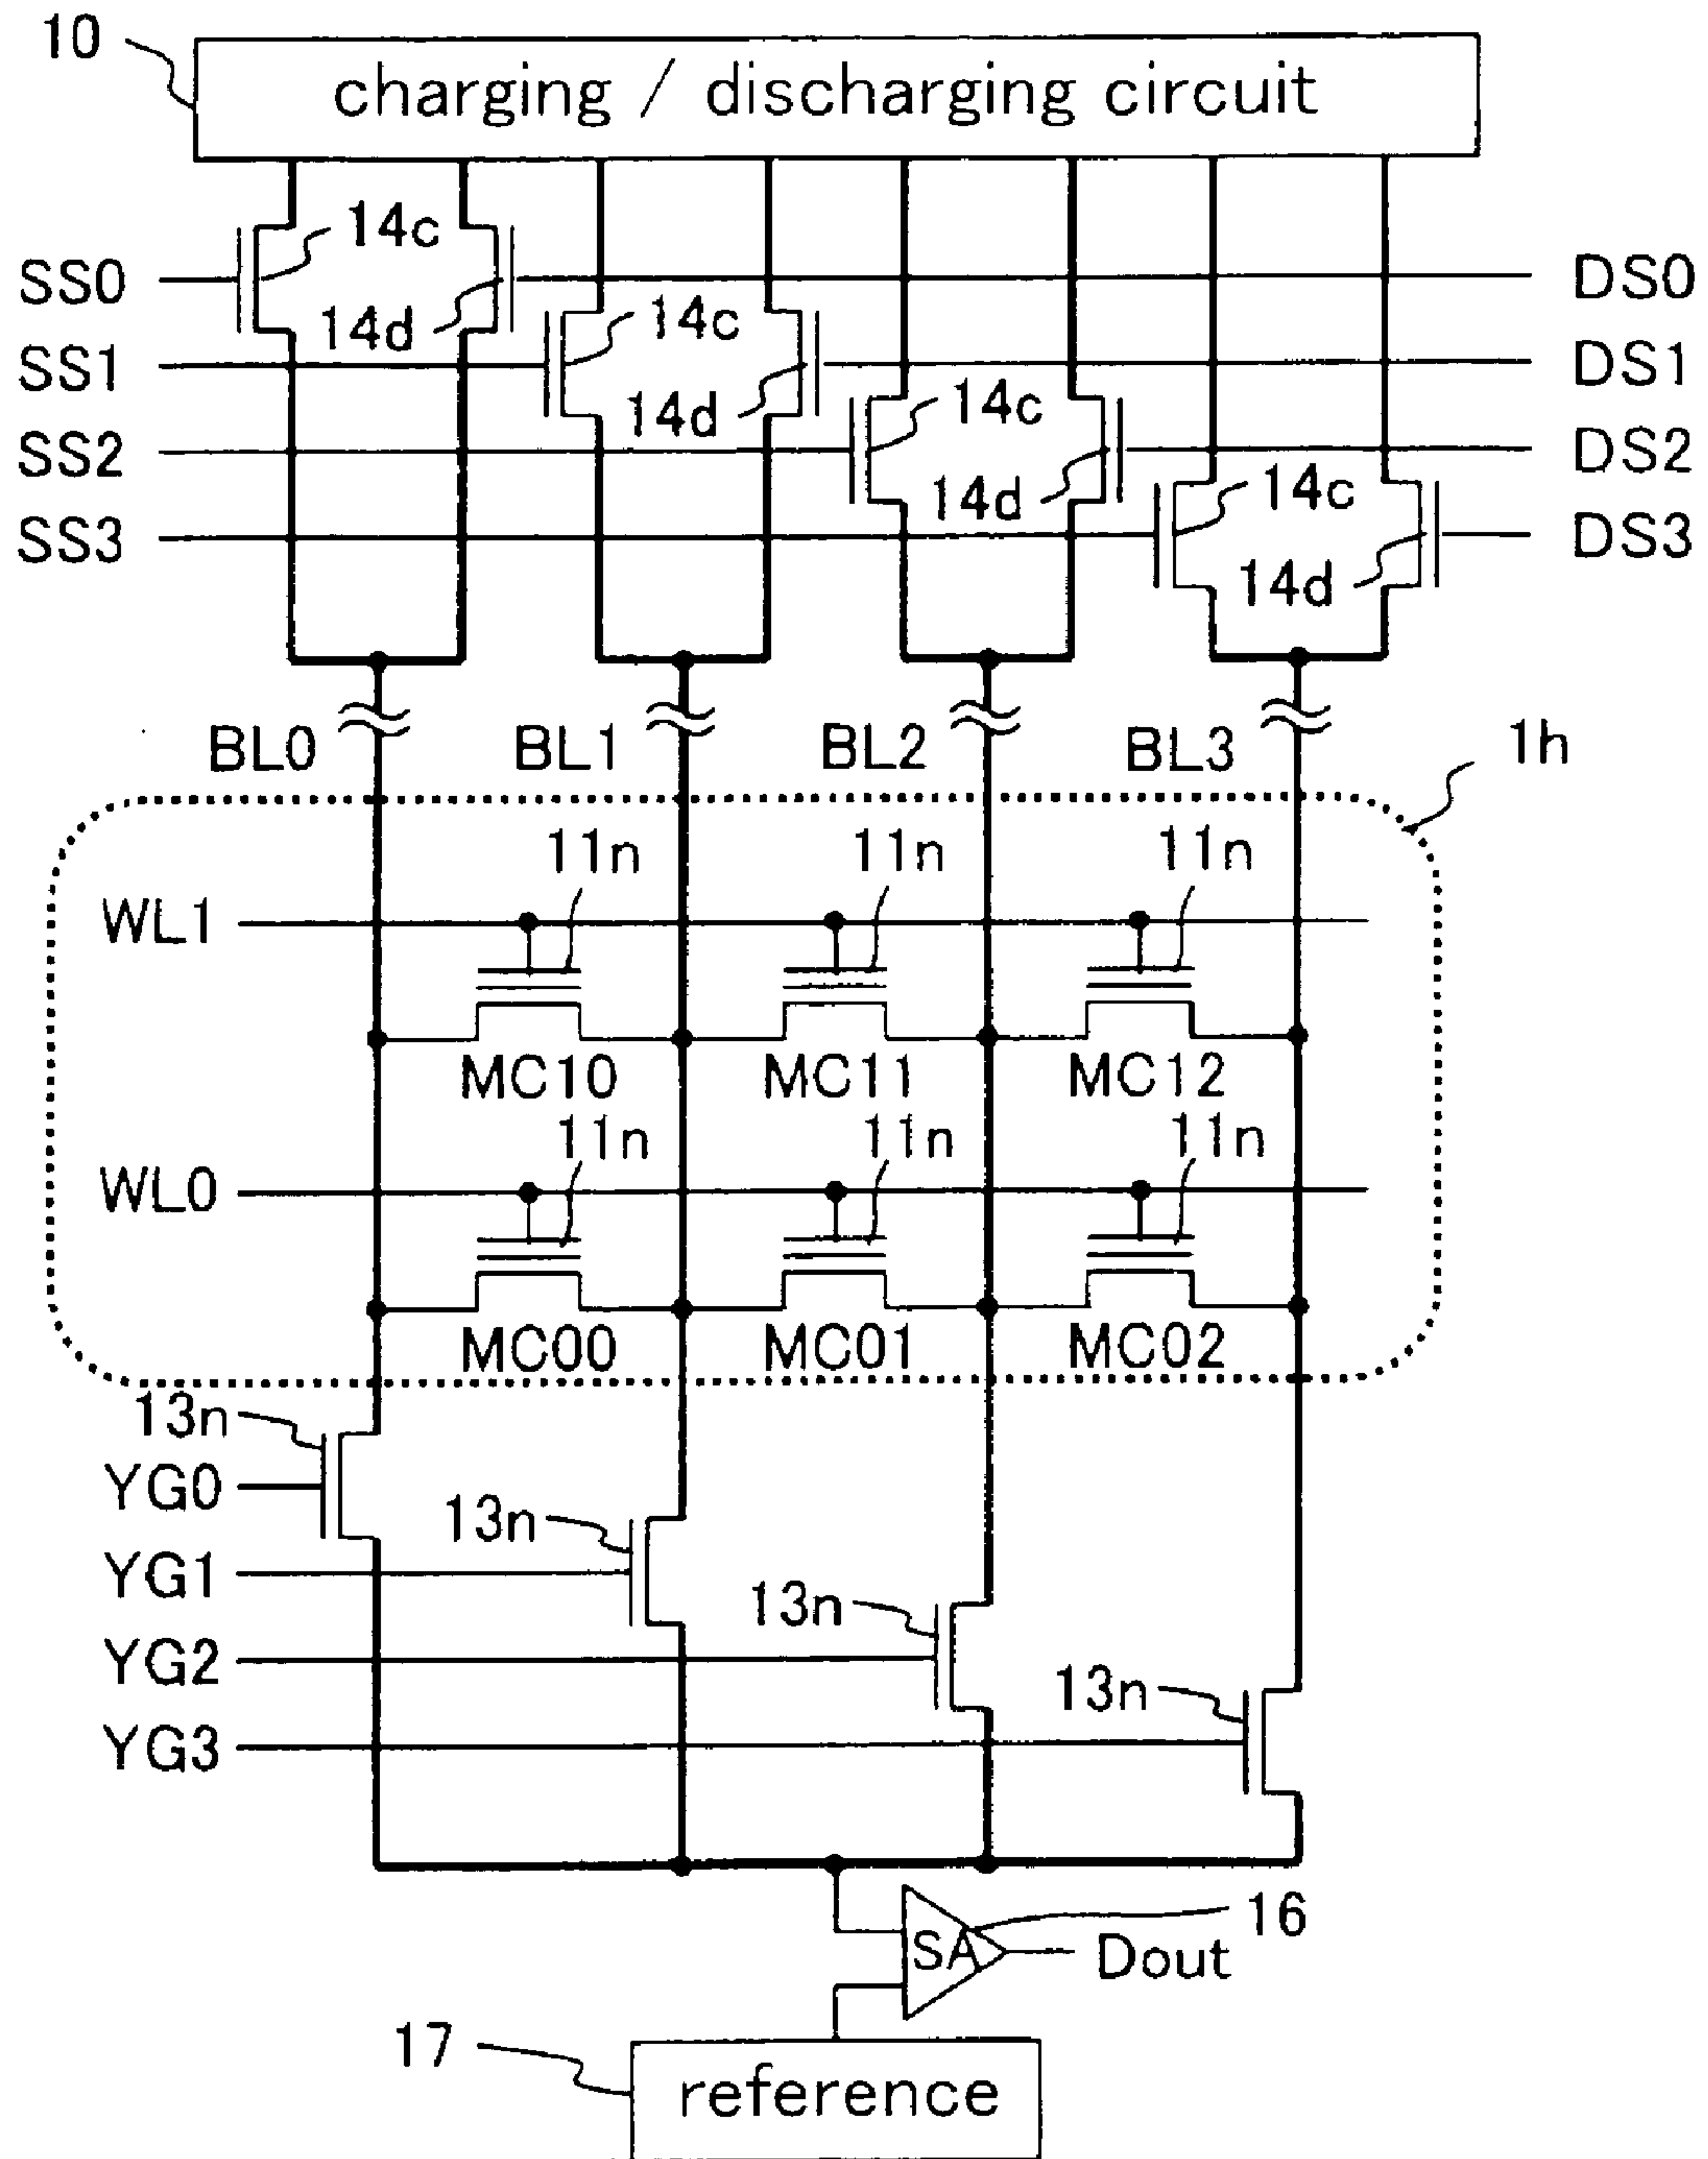 10
charging / discharging circuit
14c
SS0
DS0
14d
14c
SS1
DS1
14d
14c
SS2
DS2
14d
14c
SS3
DS3
14d
BL0
BL1
BL2
BL3
1h
11n
11n
11n
WL1
MC10
MC11
MC12
11n
11n
11n
WL0
MC00
MC01
MC02
13n
YG0
13n
YG1
13n
YG2
13n
YG3
16
SA
Dout
17
reference